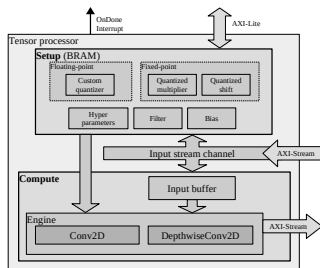 OnDone
Interrupt
AXI-Lite
Tensor processor
Setup (BRAM)
Floating-point
Fixed-point
Custom
quantizer
Quantized
multiplier
Quantized
shift
Hyper
parameters
Filter
Bias
Input stream channel
AXI-Stream
Compute
Input buffer
Engine
Conv2D
DepthwiseConv2D
AXI-Stream